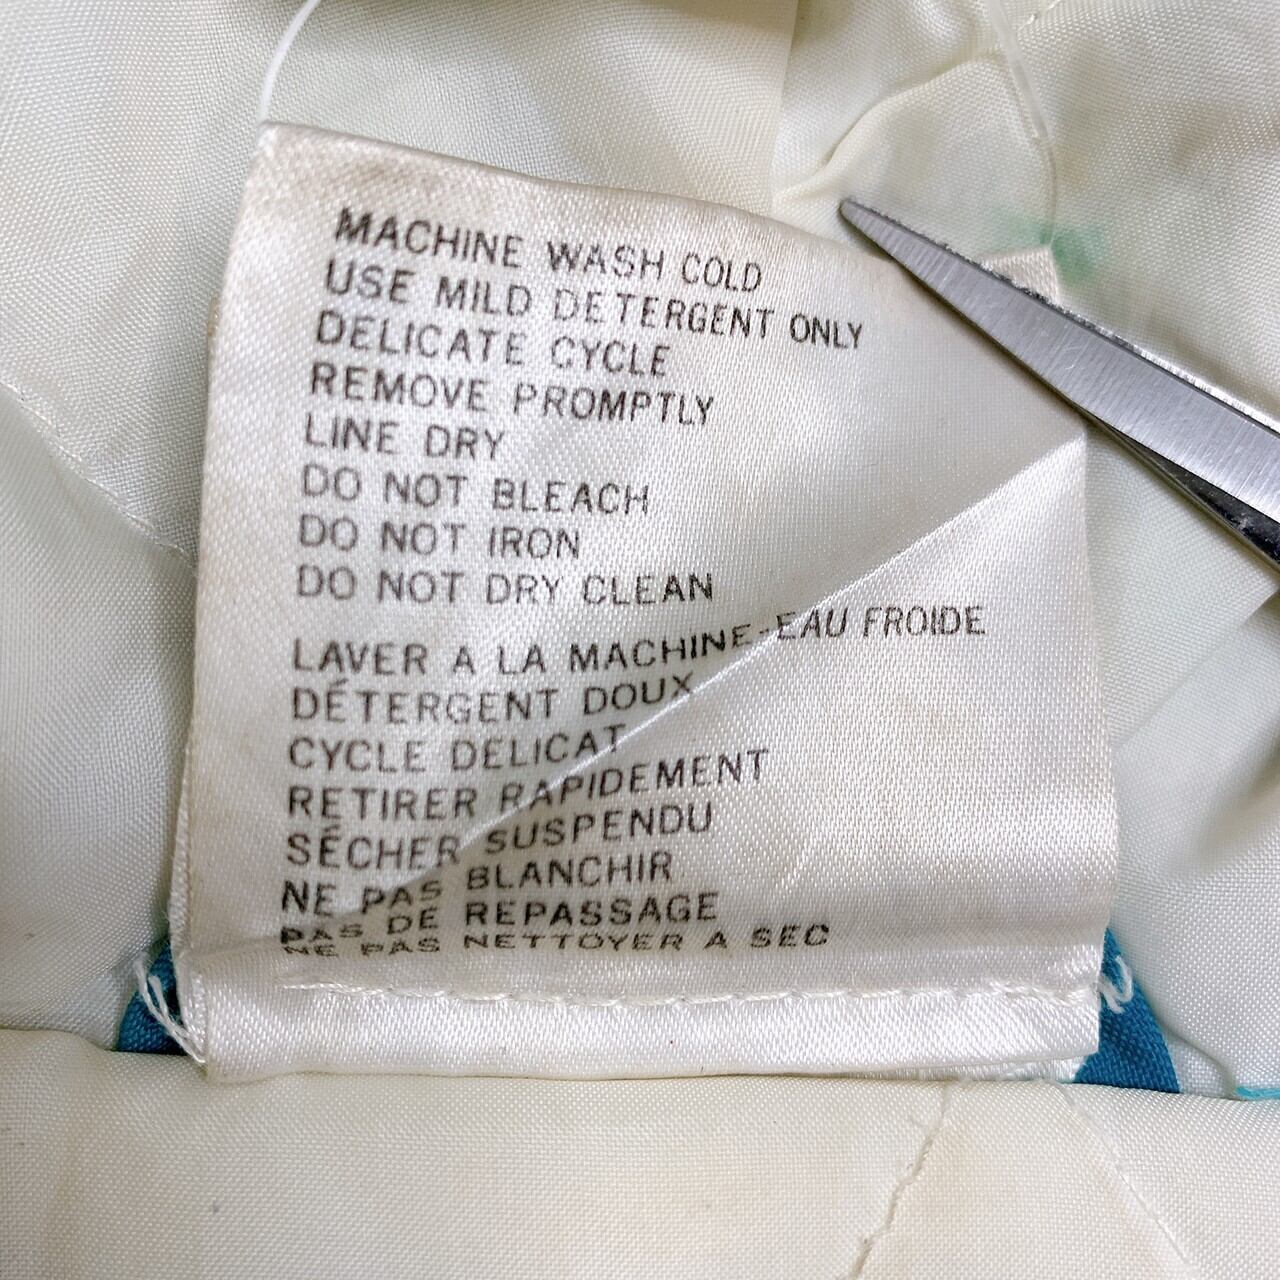 MACHINE WASH COLD
USE MILD DETERGENT ONLY
DELICATE CYCLE
REMOVE PROMPTLY
LINE DRY
DO NOT BLEACH
DO NOT IRON
DO NOT DRY CLEAN
LAVER A LA MACHINE-EAU FROIDE
DÉTERGENT DOUX
CYCLE DELICAT
RETIRER RAPIDEMENT
SÉCHER SUSPENDU
NE PAS BLANCHIR
PAS DE REPASSAGE
NE PAS NETTOYER A SEC